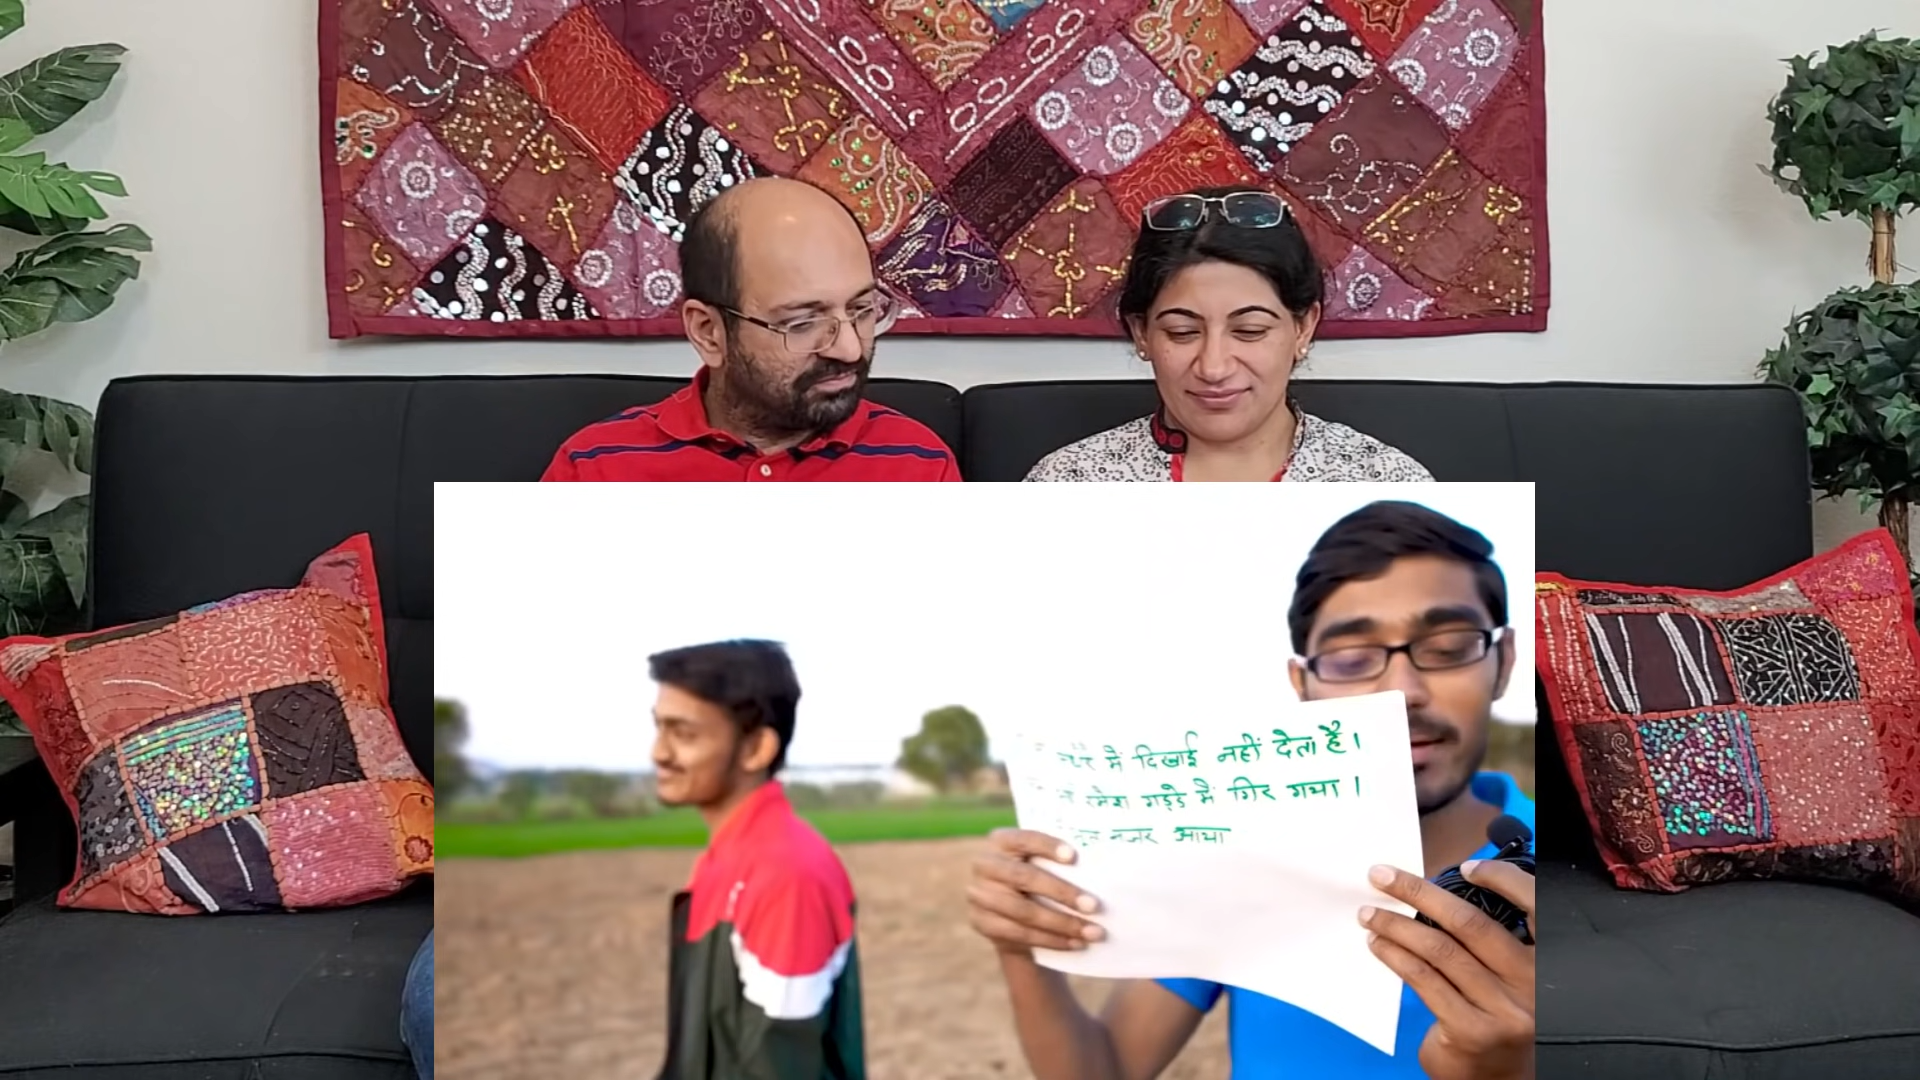 में दिखाई नहीं देता है।
रमेश गड्डे में गिर गया।
नजर आया